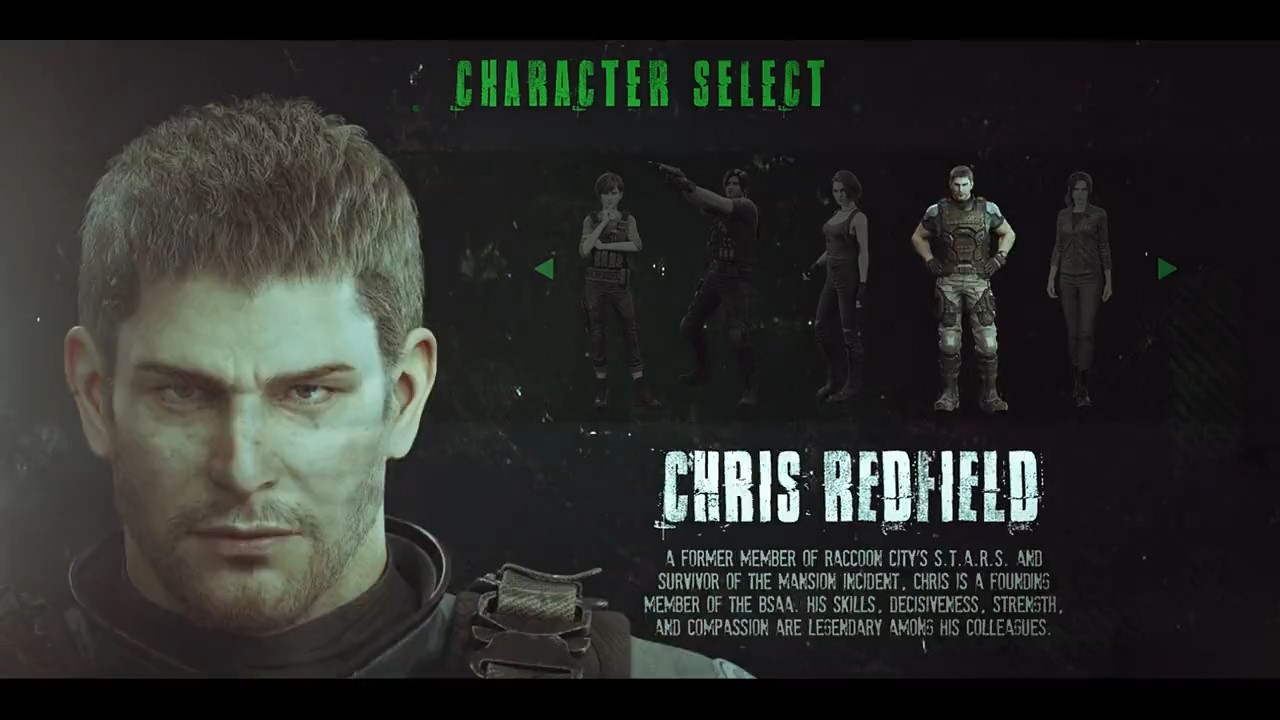 CHARACTER SELECT
CHRIS REDFIELD
A FORMER MEMBER OF RACCOON CITY'S S.T.A.R.S. AND
SURVIVOR OF THE MANSION INCIDENT, CHRIS IS A FOUNDING
MEMBER OF THE BSAA. HIS SKILLS, DECISIVENESS, STRENGTH,
AND COMPASSION ARE LEGENDARY AMONG HIS COLLEAGUES.